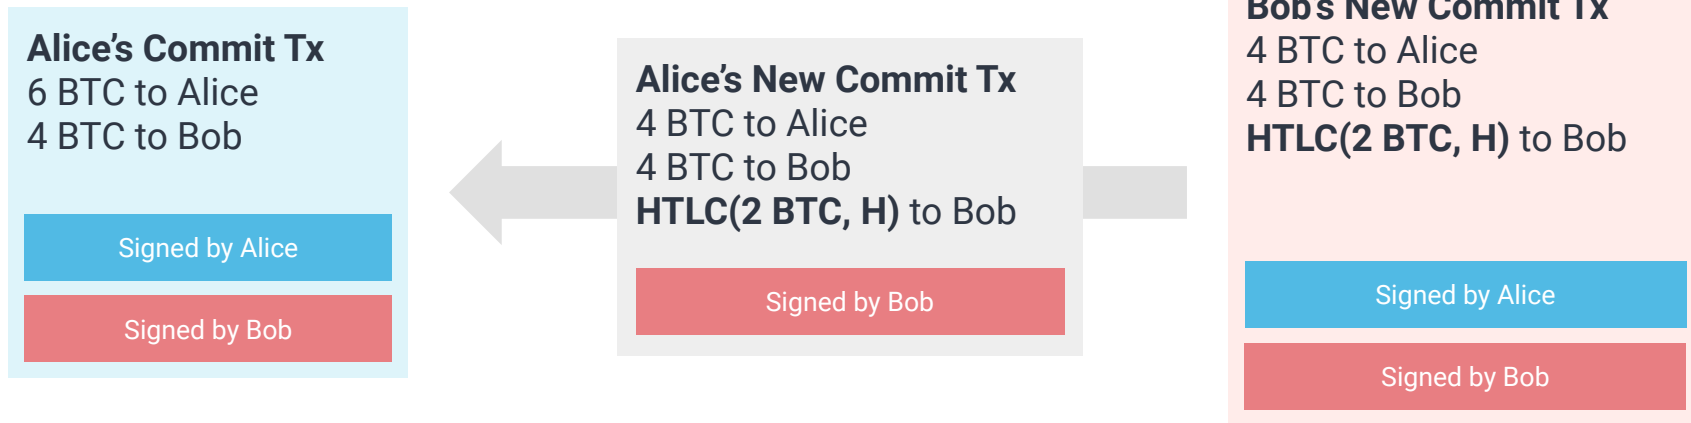 Alice’s Commit Tx
6 BTC to Alice
4 BTC to Bob
Signed by Alice
Signed by Bob
Alice’s New Commit Tx
4 BTC to Alice
4 BTC to Bob
HTLC(2 BTC, H) to Bob
Signed by Bob
Bob’s New Commit Tx
4 BTC to Alice
4 BTC to Bob
HTLC(2 BTC, H) to Bob
Signed by Alice
Signed by Bob